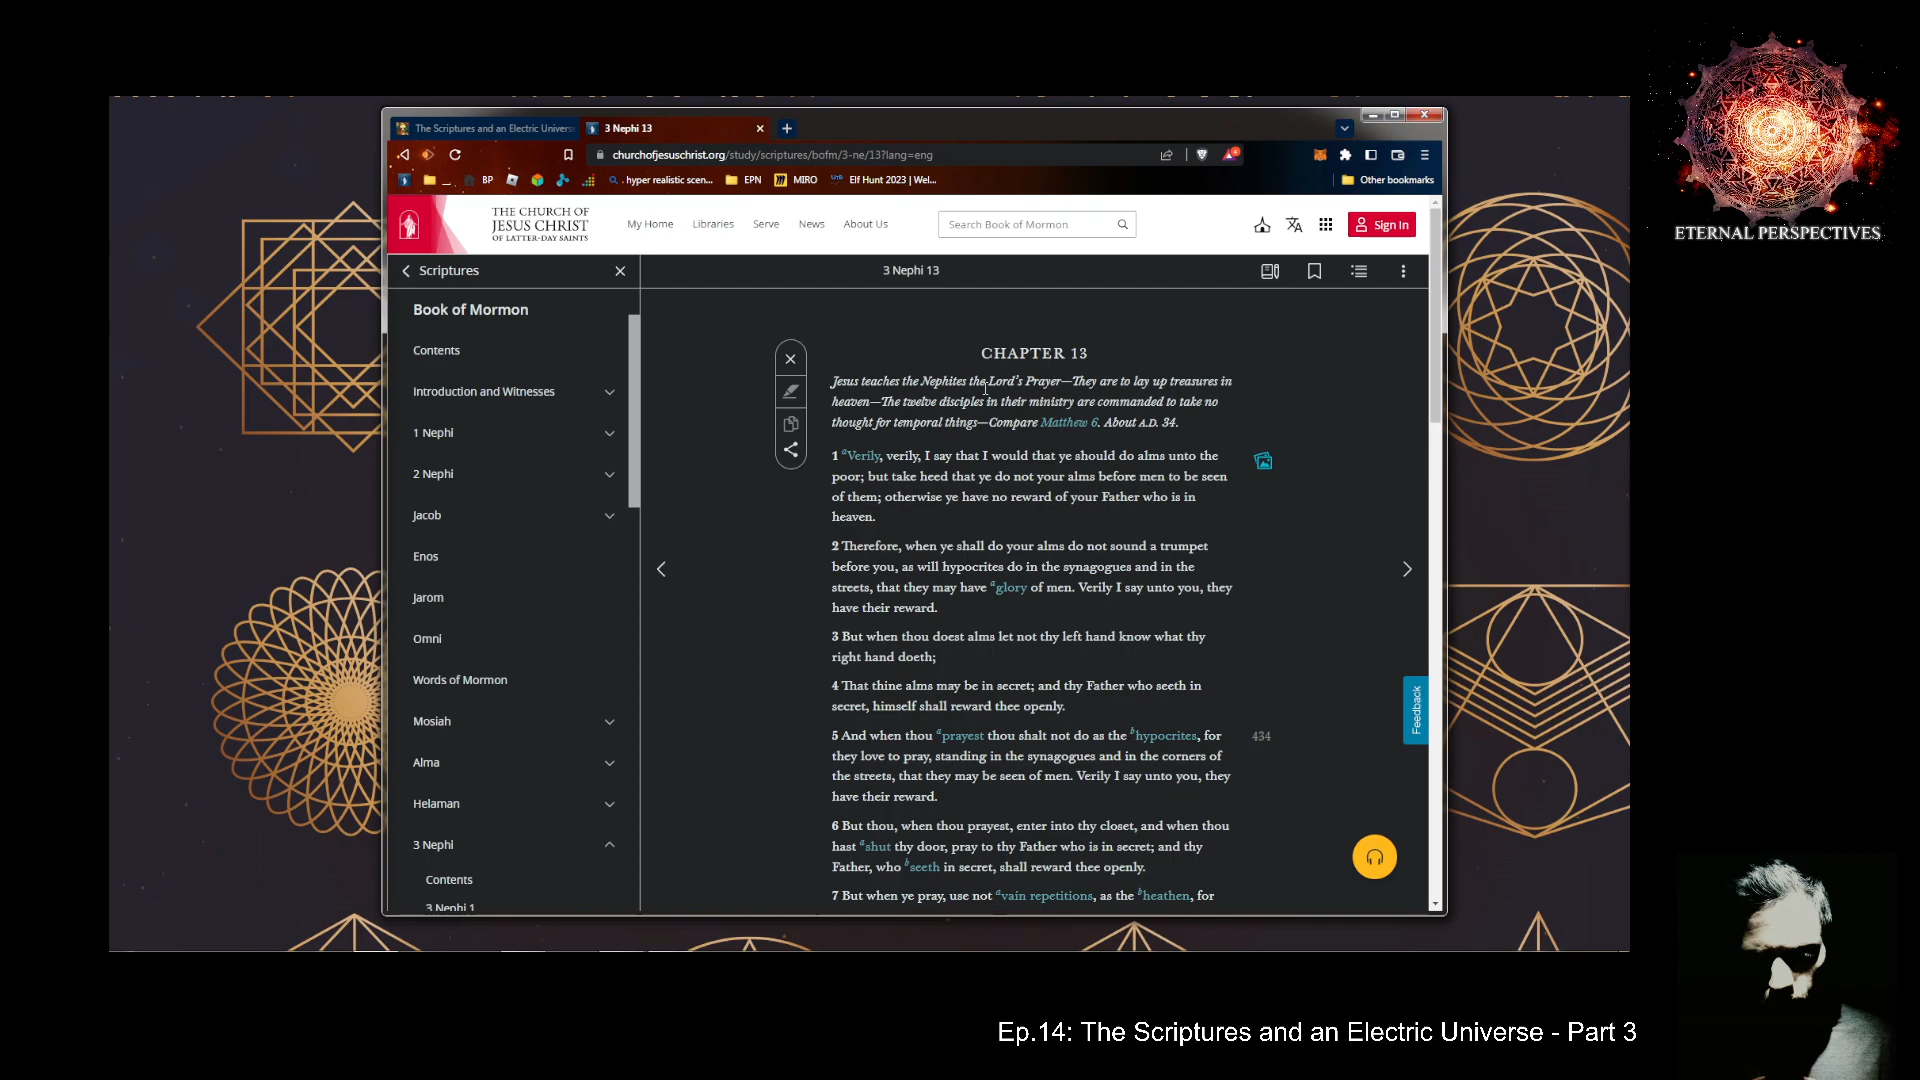 ETERNAL PERSPECTIVES
The Scriptures and an Electric Univers
3 Nephi 13
churchofjesuschrist.org/study/scriptures/bofm/3-ne/13?lang=eng
BP
. hyper realistic scen...
EPN
MIRO
Elf Hunt 2023 | Wel...
Other bookmarks
THE CHURCH OF
JESUS CHRIST
OF LATTER-DAY SAINTS
My Home
Libraries
Serve
News
About Us
Search Book of Mormon
Sign In
Scriptures
3 Nephi 13
Book of Mormon
Contents
Introduction and Witnesses
1 Nephi
2 Nephi
Jacob
Enos
Jarom
Omni
Words of Mormon
Mosiah
Alma
Helaman
3 Nephi
Contents
3 Nephi 1
CHAPTER 13
Jesus teaches the Nephites the Lord's Prayer—They are to lay up treasures in
heaven—The twelve disciples in their ministry are commanded to take no
thought for temporal things—Compare Matthew 6. About A.D. 34.
1 aVerily, verily, I say that I would that ye should do alms unto the
poor; but take heed that ye do not your alms before men to be seen
of them; otherwise ye have no reward of your Father who is in
heaven.
2 Therefore, when ye shall do your alms do not sound a trumpet
before you, as will hypocrites do in the synagogues and in the
streets, that they may have aglory of men. Verily I say unto you, they
have their reward.
3 But when thou doest alms let not thy left hand know what thy
right hand doeth;
4 That thine alms may be in secret; and thy Father who seeth in
secret, himself shall reward thee openly.
5 And when thou aprayest thou shalt not do as the bhypocrites, for
they love to pray, standing in the synagogues and in the corners of
the streets, that they may be seen of men. Verily I say unto you, they
have their reward.
434
6 But thou, when thou prayest, enter into thy closet, and when thou
hast ashut thy door, pray to thy Father who is in secret; and thy
Father, who bseeth in secret, shall reward thee openly.
7 But when ye pray, use not avain repetitions, as the bheathen, for
Feedback
Ep.14: The Scriptures and an Electric Universe - Part 3